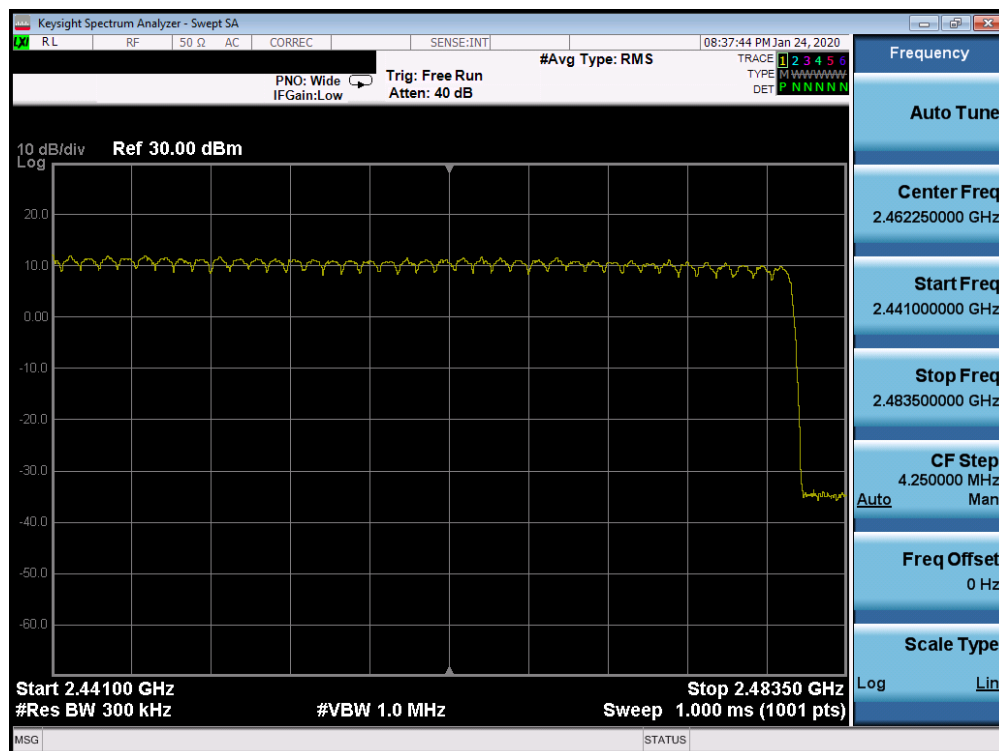 Keysight Spectrum Analyzer - Swept SA
LXI RL RF 50 Ω AC CORREC SENSE:INT 08:37:44 PM Jan 24, 2020
#Avg Type: RMS
TRACE 1 2 3 4 5 6
TYPE M WWWWW
DET P N N N N N
PNO: Wide
IFGain:Low
Trig: Free Run
Atten: 40 dB
10 dB/div
Log
Ref 30.00 dBm
20.0
10.0
0.00
-10.0
-20.0
-30.0
-40.0
-50.0
-60.0
Start 2.44100 GHz
Stop 2.48350 GHz
#Res BW 300 kHz
#VBW 1.0 MHz
Sweep 1.000 ms (1001 pts)
MSG
STATUS
Frequency
Auto Tune
Center Freq
2.462250000 GHz
Start Freq
2.441000000 GHz
Stop Freq
2.483500000 GHz
CF Step
4.250000 MHz
Auto Man
Freq Offset
0 Hz
Scale Type
Log Lin